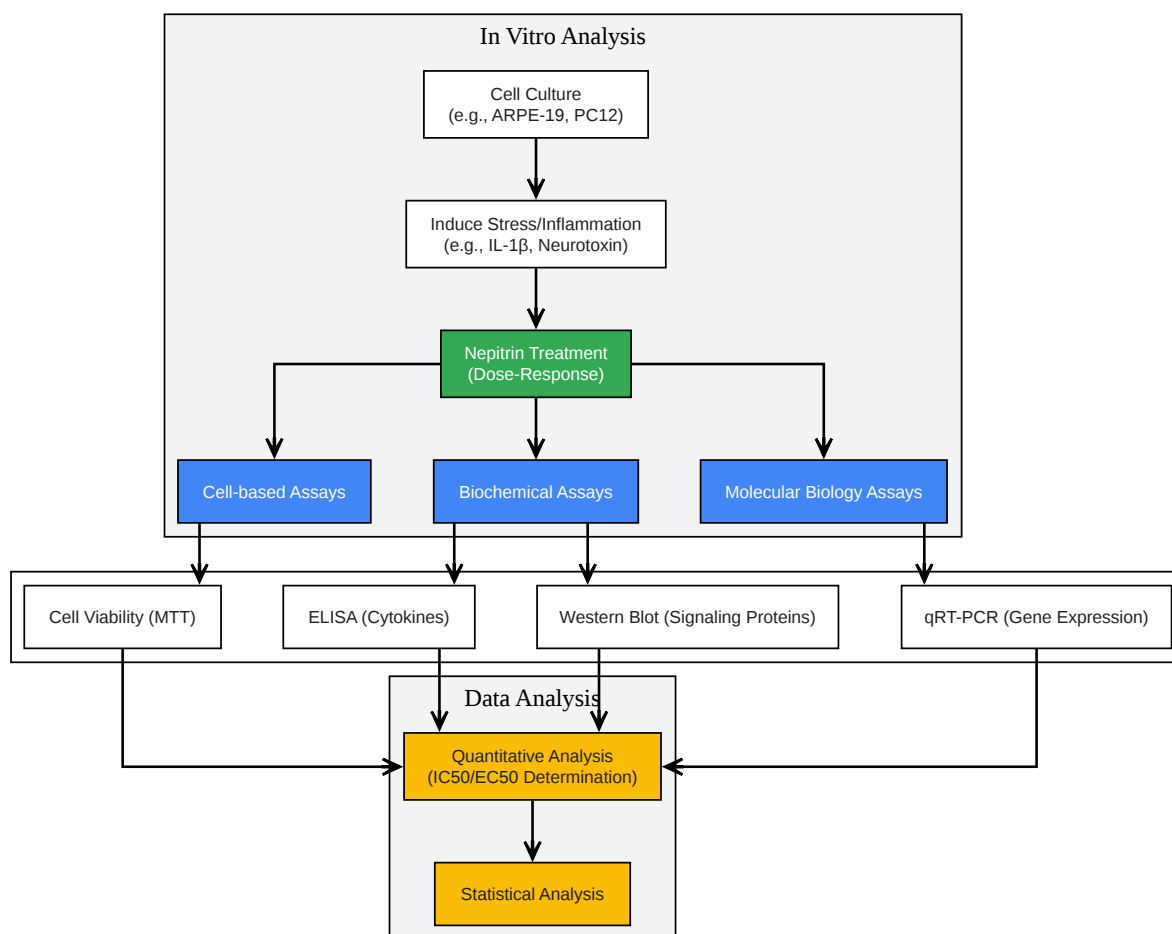 In Vitro Analysis
Cell Culture
(e.g., ARPE-19, PC12)
Induce Stress/Inflammation
(e.g., IL-1β, Neurotoxin)
Nepitrin Treatment
(Dose-Response)
Cell-based Assays
Biochemical Assays
Molecular Biology Assays
Cell Viability (MTT)
ELISA (Cytokines)
Western Blot (Signaling Proteins)
qRT-PCR (Gene Expression)
Data Analysis
Quantitative Analysis
(IC50/EC50 Determination)
Statistical Analysis